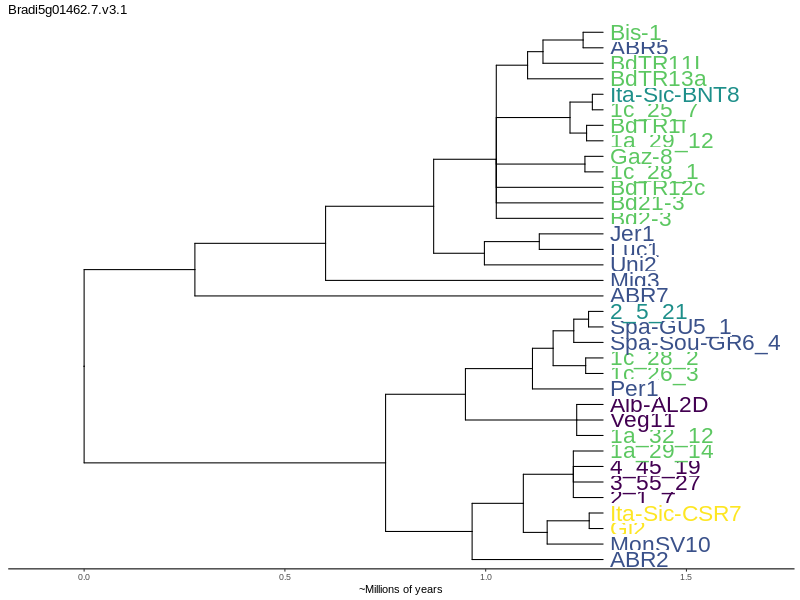 Bradi5g01462.7.v3.1
Bis-1
ABR5
BdTR11I
BdTR13a
Ita-Sic-BNT8
1c_25_7
BdTR1i
1a_29_12
Gaz-8
1c_28_1
BdTR12c
Bd21-3
Bd2-3
Jer1
Luc1
Uni2
Mig3
ABR7
2_5_21
Spa-GU5_1
Spa-Sou-GR6_4
1c_28_2
1c_26_3
Per1
Alb-AL2D
Veg11
1a_32_12
1a_29_14
4_45_19
3_55_27
2_1_7
Ita-Sic-CSR7
Gi2
MonSV10
ABR2
0.0 0.5 1.0 1.5
~Millions of years